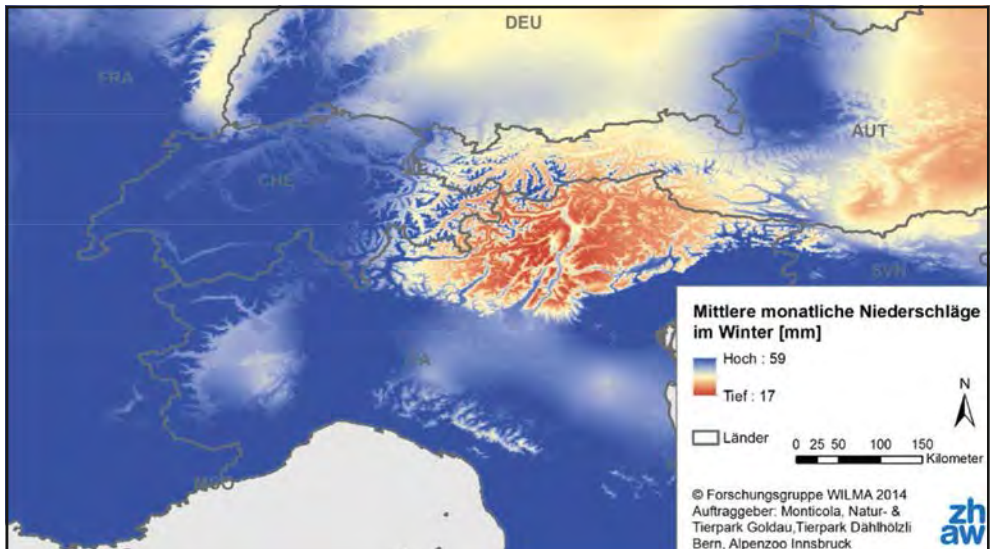 DEU
FRA
AUT
CHE
SVN
MCO
Mittlere monatliche Niederschläge
im Winter [mm]
Hoch : 59
Tief : 17
N
Länder
0 25 50 100 150
Kilometer
© Forschungsgruppe WILMA 2014
Auftraggeber: Monticola, Natur- &
Tierpark Goldau,Tierpark Dählhölzli
Bern, Alpenzoo Innsbruck
zh
aw